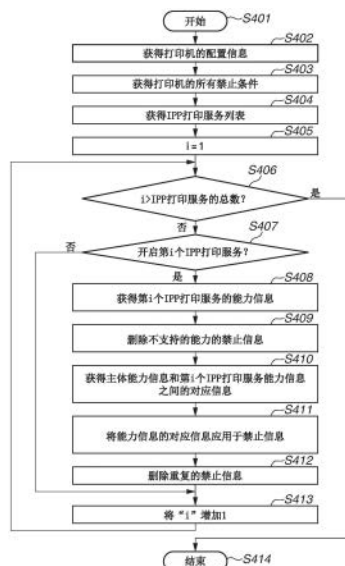 开始 S401
S402
获得打印机的配置信息
S403
获得打印机的所有禁止条件
S404
获得IPP打印服务列表
S405
i=1
S406
i>IPP打印服务的总数?
是
否
S407
开启第i个IPP打印服务?
否
是
S408
获得第i个IPP打印服务的能力信息
S409
删除不支持的能力的禁止信息
S410
获得主体能力信息和第i个IPP打印服务能力信息
之间的对应信息
S411
将能力信息的对应信息应用于禁止信息
S412
删除重复的禁止信息
S413
将“i”增加1
结束 S414